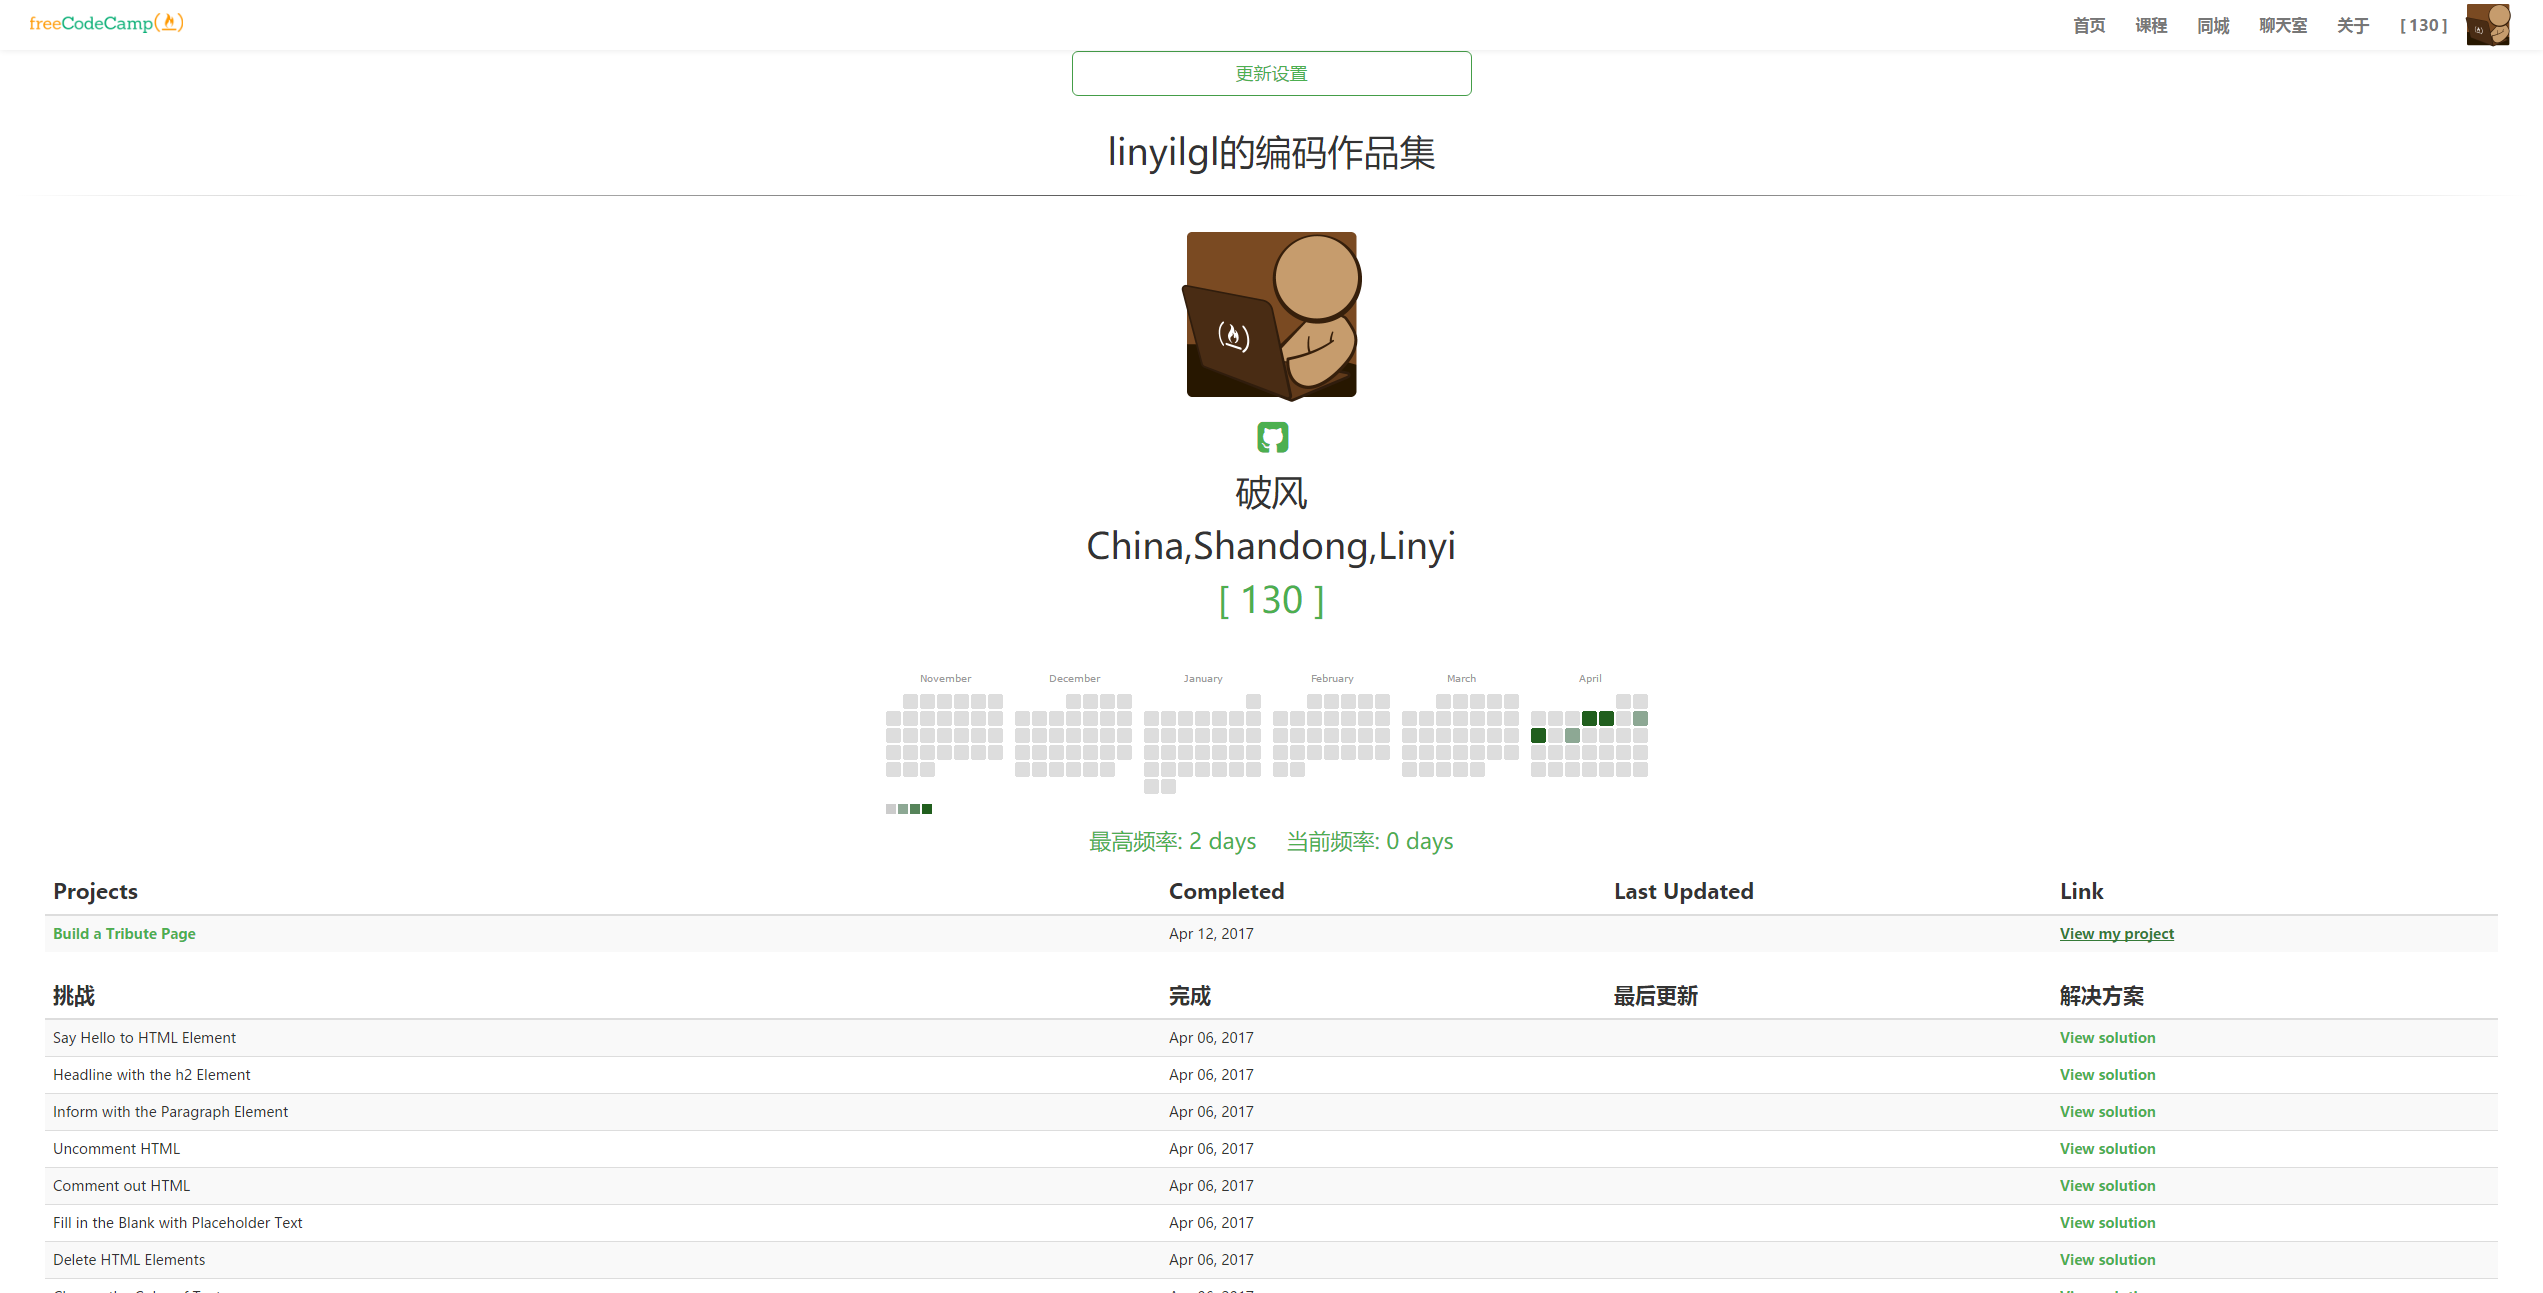 freeCodeCamp
首页 课程 同城 聊天室 关于 [ 130 ]
更新设置
linyilgl的编码作品集
破风
China,Shandong,Linyi
[ 130 ]
November December January February March April
最高频率: 2 days 当前频率: 0 days
Projects Completed Last Updated Link
Build a Tribute Page Apr 12, 2017 View my project
挑战 完成 最后更新 解决方案
Say Hello to HTML Element Apr 06, 2017 View solution
Headline with the h2 Element Apr 06, 2017 View solution
Inform with the Paragraph Element Apr 06, 2017 View solution
Uncomment HTML Apr 06, 2017 View solution
Comment out HTML Apr 06, 2017 View solution
Fill in the Blank with Placeholder Text Apr 06, 2017 View solution
Delete HTML Elements Apr 06, 2017 View solution